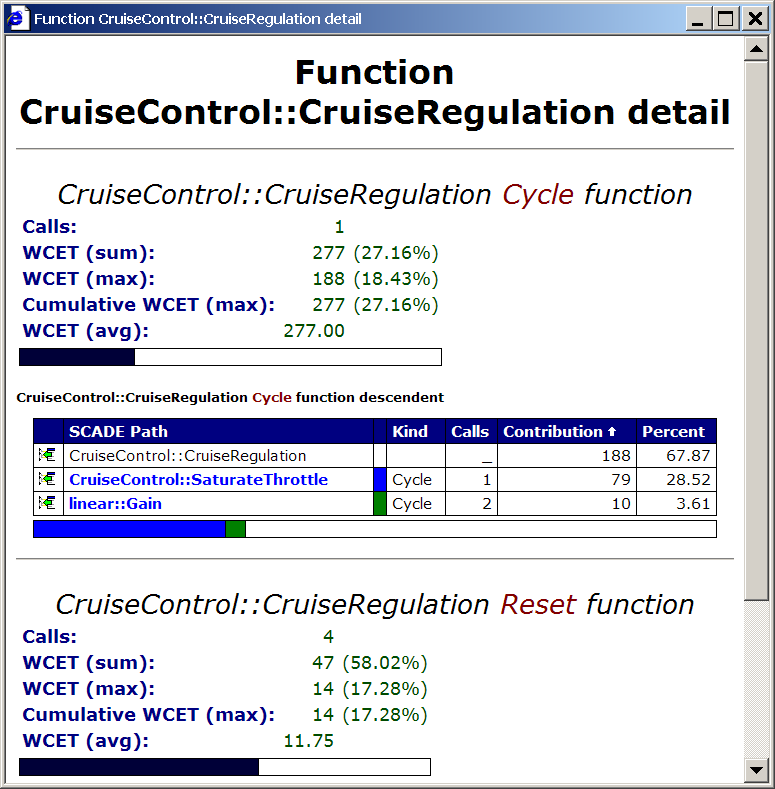 Function CruiseControl::CruiseRegulation detail
Function
CruiseControl::CruiseRegulation detail
CruiseControl::CruiseRegulation Cycle function
Calls: 1
WCET (sum): 277 (27.16%)
WCET (max): 188 (18.43%)
Cumulative WCET (max): 277 (27.16%)
WCET (avg): 277.00
CruiseControl::CruiseRegulation Cycle function descendent
SCADE Path Kind Calls Contribution Percent
CruiseControl::CruiseRegulation _ 188 67.87
CruiseControl::SaturateThrottle Cycle 1 79 28.52
linear::Gain Cycle 2 10 3.61
CruiseControl::CruiseRegulation Reset function
Calls: 4
WCET (sum): 47 (58.02%)
WCET (max): 14 (17.28%)
Cumulative WCET (max): 14 (17.28%)
WCET (avg): 11.75